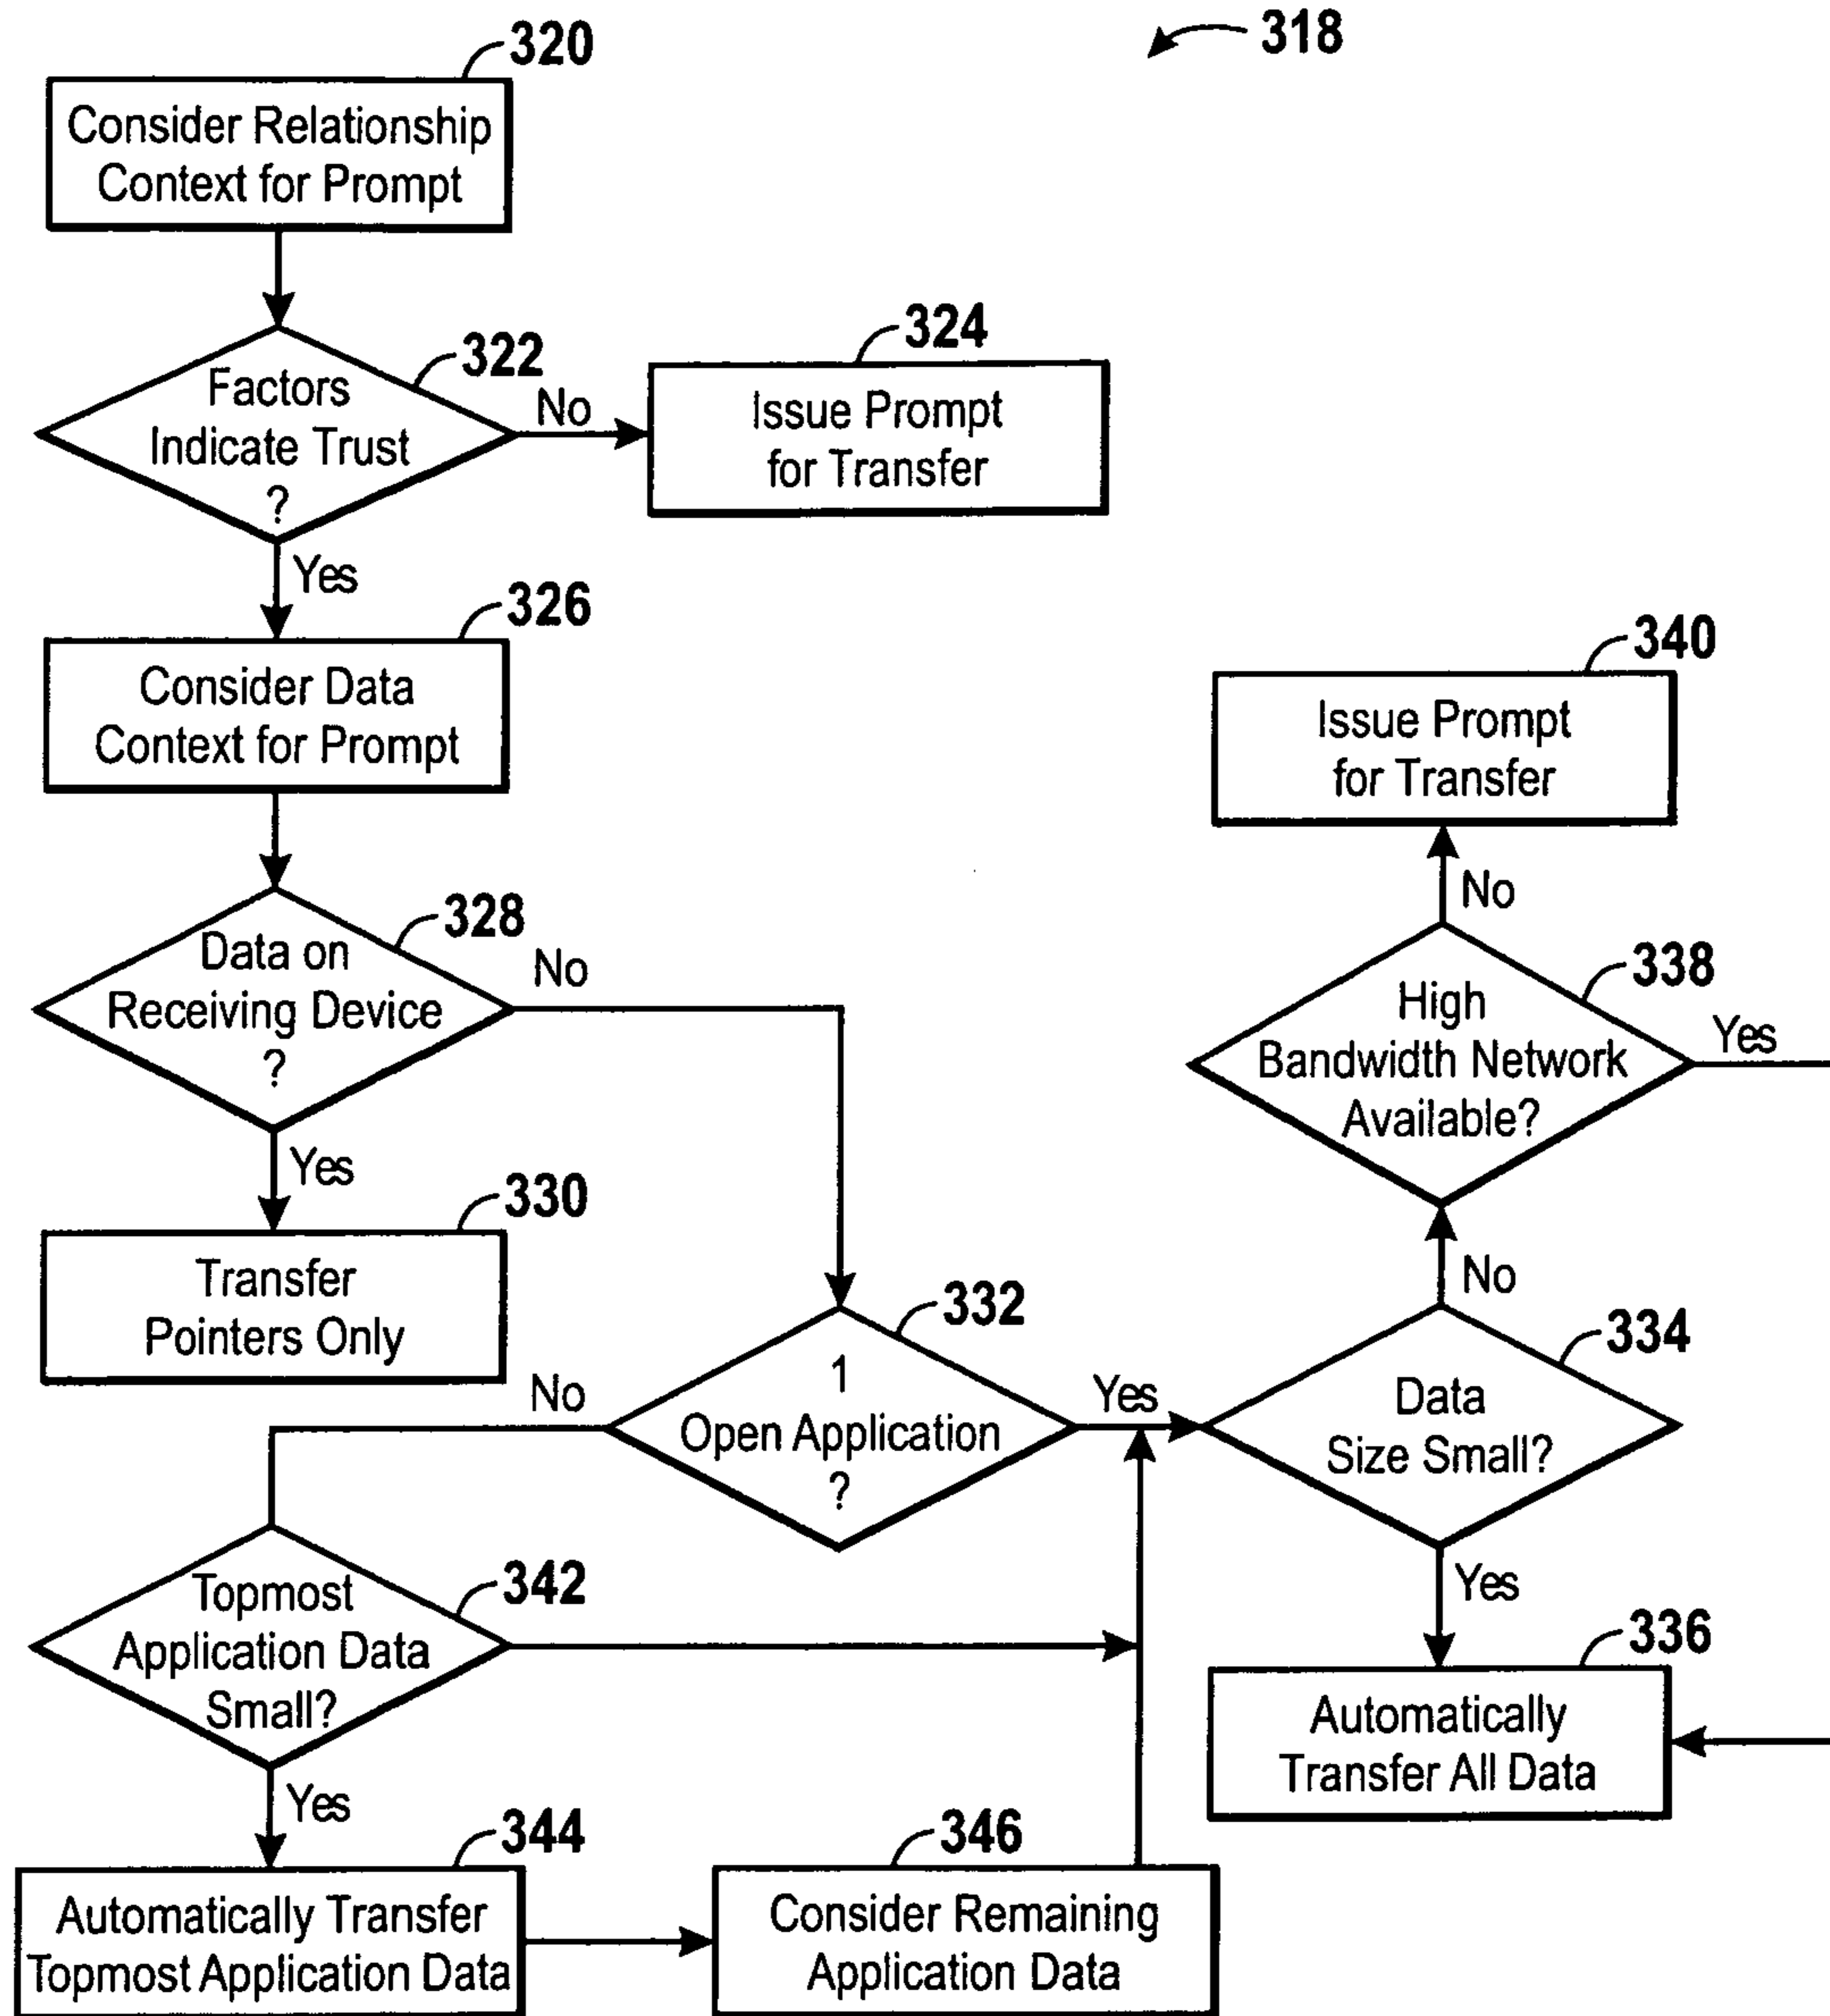 318
320
Consider Relationship
Context for Prompt
322
Factors
Indicate Trust
?
No
324
Issue Prompt
for Transfer
Yes
326
Consider Data
Context for Prompt
328
Data on
Receiving Device
?
No
Yes
330
Transfer
Pointers Only
332
1
Open Application
?
No
Yes
334
Data
Size Small?
No
338
High
Bandwidth Network
Available?
Yes
No
340
Issue Prompt
for Transfer
Yes
336
Automatically
Transfer All Data
342
Topmost
Application Data
Small?
Yes
344
Automatically Transfer
Topmost Application Data
346
Consider Remaining
Application Data